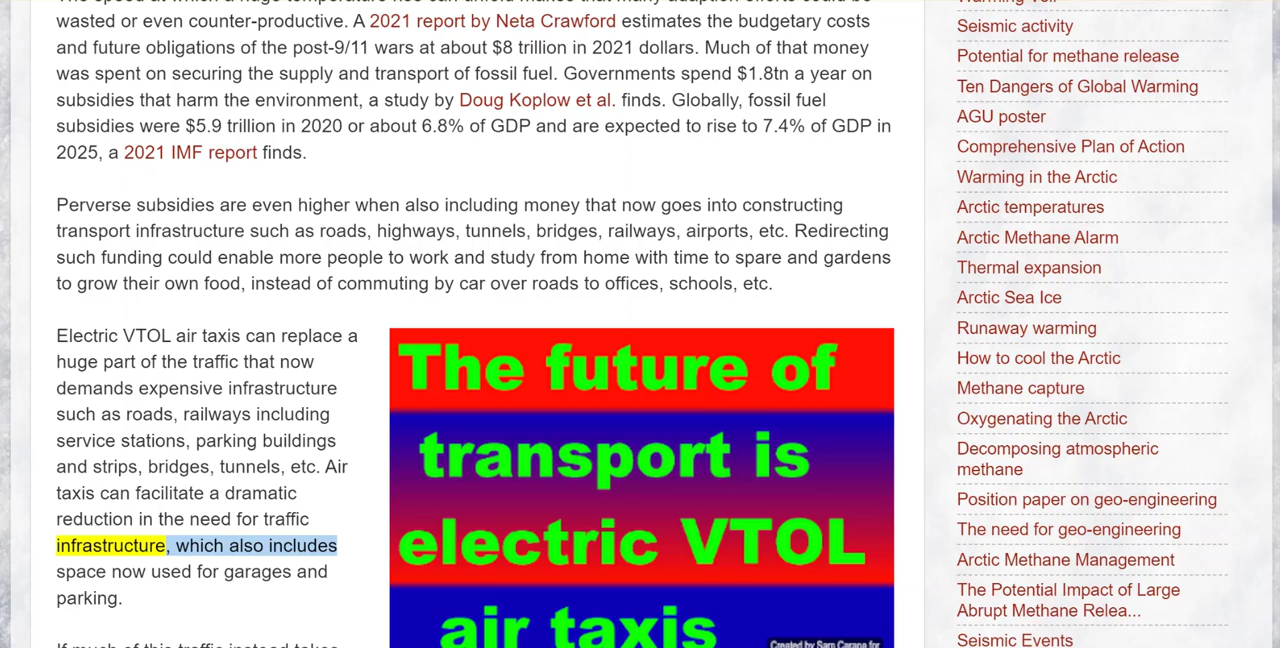 wasted or even counter-productive. A 2021 report by Neta Crawford estimates the budgetary costs
and future obligations of the post-9/11 wars at about $8 trillion in 2021 dollars. Much of that money
was spent on securing the supply and transport of fossil fuel. Governments spend $1.8tn a year on
subsidies that harm the environment, a study by Doug Koplow et al. finds. Globally, fossil fuel
subsidies were $5.9 trillion in 2020 or about 6.8% of GDP and are expected to rise to 7.4% of GDP in
2025, a 2021 IMF report finds.
Perverse subsidies are even higher when also including money that now goes into constructing
transport infrastructure such as roads, highways, tunnels, bridges, railways, airports, etc. Redirecting
such funding could enable more people to work and study from home with time to spare and gardens
to grow their own food, instead of commuting by car over roads to offices, schools, etc.
Electric VTOL air taxis can replace a
huge part of the traffic that now
demands expensive infrastructure
such as roads, railways including
service stations, parking buildings
and strips, bridges, tunnels, etc. Air
taxis can facilitate a dramatic
reduction in the need for traffic
infrastructure, which also includes
space now used for garages and
parking.
The future of
transport is
electric VTOL
air taxis
Created by Sam Carana for
Seismic activity
Potential for methane release
Ten Dangers of Global Warming
AGU poster
Comprehensive Plan of Action
Warming in the Arctic
Arctic temperatures
Arctic Methane Alarm
Thermal expansion
Arctic Sea Ice
Runaway warming
How to cool the Arctic
Methane capture
Oxygenating the Arctic
Decomposing atmospheric
methane
Position paper on geo-engineering
The need for geo-engineering
Arctic Methane Management
The Potential Impact of Large
Abrupt Methane Relea...
Seismic Events